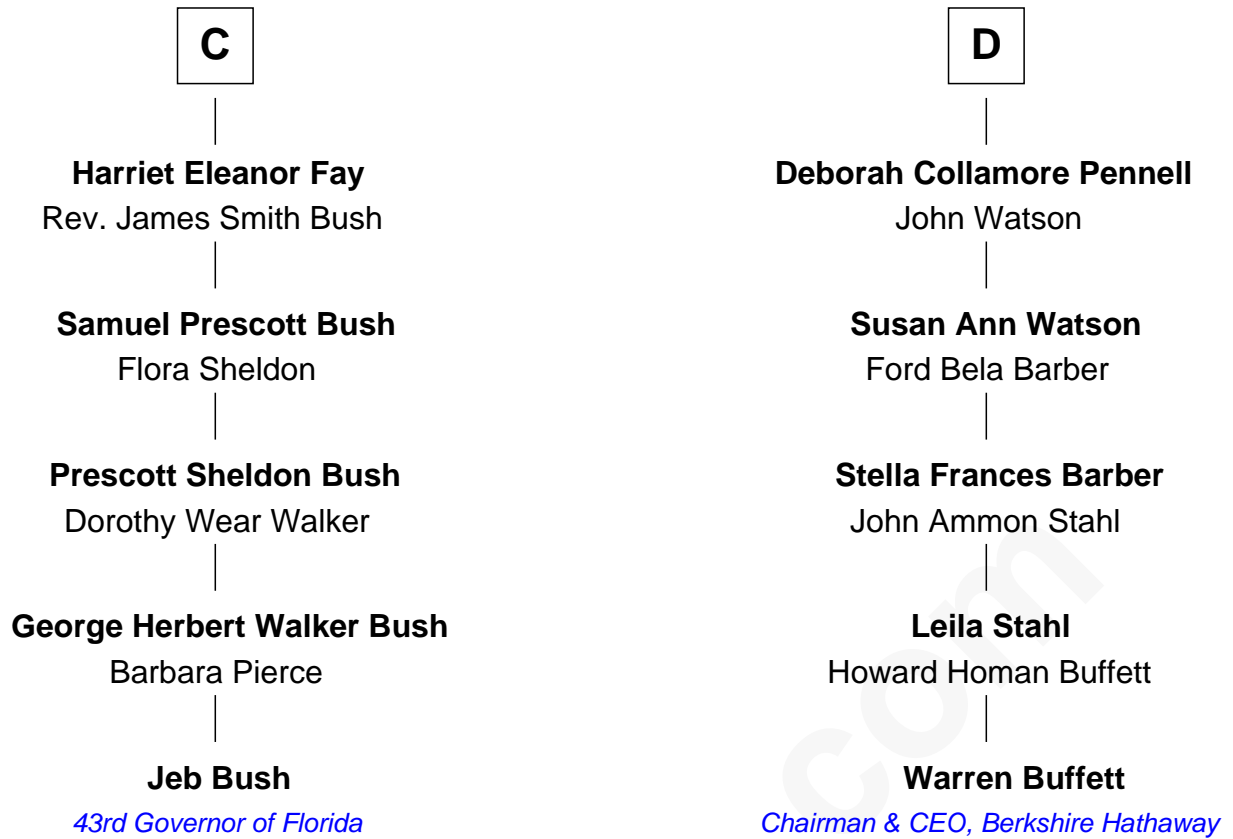 C
Harriet Eleanor Fay
Rev. James Smith Bush
Samuel Prescott Bush
Flora Sheldon
Prescott Sheldon Bush
Dorothy Wear Walker
George Herbert Walker Bush
Barbara Pierce
Jeb Bush
43rd Governor of Florida
D
Deborah Collamore Pennell
John Watson
Susan Ann Watson
Ford Bela Barber
Stella Frances Barber
John Ammon Stahl
Leila Stahl
Howard Homan Buffett
Warren Buffett
Chairman & CEO, Berkshire Hathaway
com